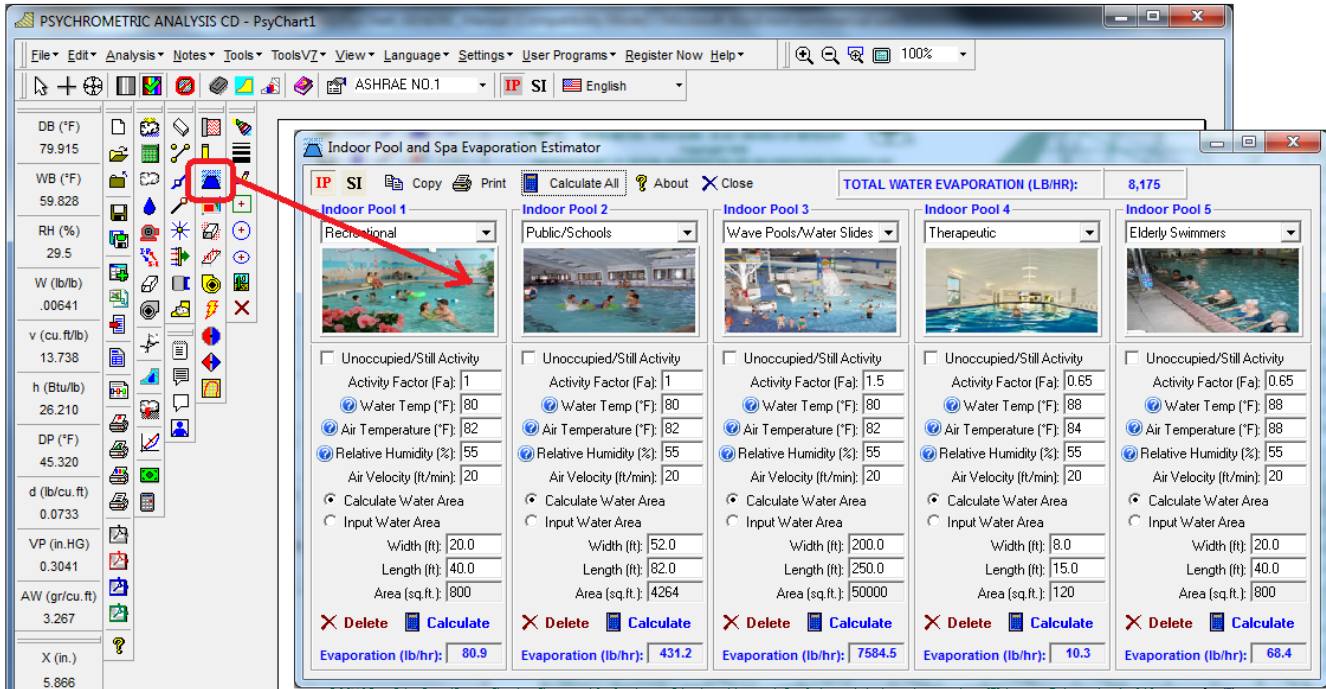 PSYCHROMETRIC ANALYSIS CD - PsyChart1
File Edit Analysis Notes Tools ToolsV7 View Language Settings User Programs Register Now Help 100%
ASHRAE NO.1 IP SI English
DB (°F)
79.915
WB (°F)
59.828
RH (%)
29.5
W (lb/lb)
.00641
v (cu.ft/lb)
13.738
h (Btu/lb)
26.210
DP (°F)
45.320
d (lb/cu.ft)
0.0733
VP (in.HG)
0.3041
AW (gr/cu.ft)
3.267
X (in.)
5.866
Indoor Pool and Spa Evaporation Estimator
IP SI Copy Print Calculate All About Close TOTAL WATER EVAPORATION (LB/HR): 8,175
Indoor Pool 1
Recreational
Unoccupied/Still Activity
Activity Factor (Fa): 1
Water Temp (°F): 80
Air Temperature (°F): 82
Relative Humidity (%): 55
Air Velocity (ft/min): 20
Calculate Water Area
Input Water Area
Width (ft): 20.0
Length (ft): 40.0
Area (sq.ft.): 800
Delete Calculate
Evaporation (lb/hr): 80.9
Indoor Pool 2
Public/Schools
Unoccupied/Still Activity
Activity Factor (Fa): 1
Water Temp (°F): 80
Air Temperature (°F): 82
Relative Humidity (%): 55
Air Velocity (ft/min): 20
Calculate Water Area
Input Water Area
Width (ft): 52.0
Length (ft): 82.0
Area (sq.ft.): 4264
Delete Calculate
Evaporation (lb/hr): 431.2
Indoor Pool 3
Wave Pools/Water Slides
Unoccupied/Still Activity
Activity Factor (Fa): 1.5
Water Temp (°F): 80
Air Temperature (°F): 82
Relative Humidity (%): 55
Air Velocity (ft/min): 20
Calculate Water Area
Input Water Area
Width (ft): 200.0
Length (ft): 250.0
Area (sq.ft.): 50000
Delete Calculate
Evaporation (lb/hr): 7584.5
Indoor Pool 4
Therapeutic
Unoccupied/Still Activity
Activity Factor (Fa): 0.65
Water Temp (°F): 88
Air Temperature (°F): 84
Relative Humidity (%): 55
Air Velocity (ft/min): 20
Calculate Water Area
Input Water Area
Width (ft): 8.0
Length (ft): 15.0
Area (sq.ft.): 120
Delete Calculate
Evaporation (lb/hr): 10.3
Indoor Pool 5
Elderly Swimmers
Unoccupied/Still Activity
Activity Factor (Fa): 0.65
Water Temp (°F): 88
Air Temperature (°F): 88
Relative Humidity (%): 55
Air Velocity (ft/min): 20
Calculate Water Area
Input Water Area
Width (ft): 20.0
Length (ft): 40.0
Area (sq.ft.): 800
Delete Calculate
Evaporation (lb/hr): 68.4